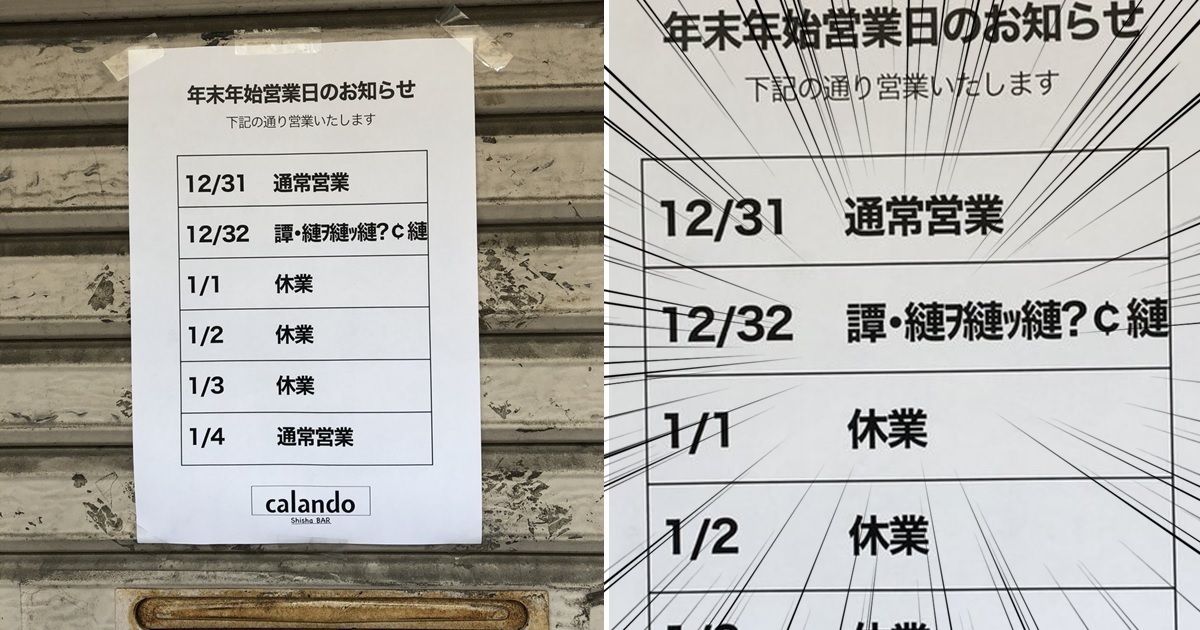 年末年始営業日のお知らせ
下記の通り営業いたします
12/31 通常営業
12/32 譚・縺ｦ縺ｯ縺?¢縺
1/1 休業
1/2 休業
1/3 休業
1/4 通常営業
calando
Shisha BAR
年末年始営業日のお知らせ
下記の通り営業いたします
12/31 通常営業
12/32 譚・縺ｦ縺ｯ縺?¢縺
1/1 休業
1/2 休業